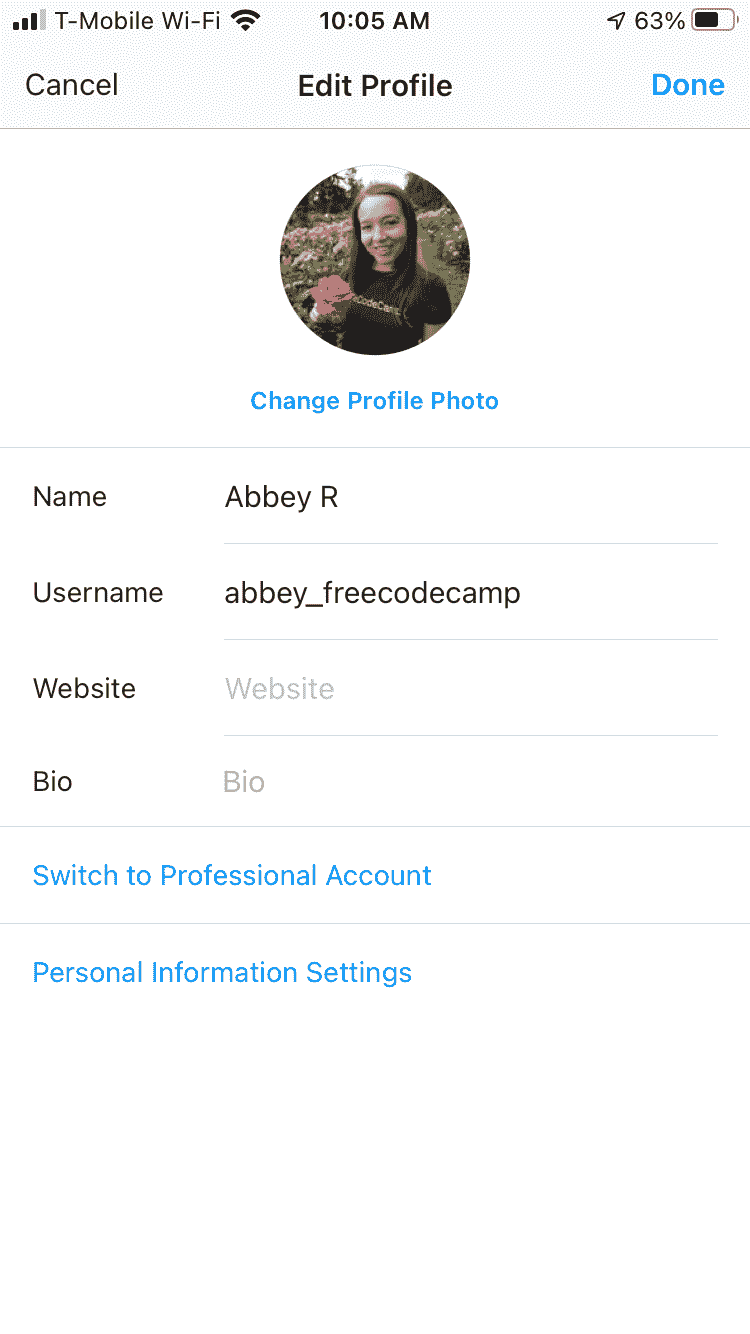 T-Mobile Wi-Fi 10:05 AM 63%
Cancel Edit Profile Done
CodeCamp
Change Profile Photo
Name Abbey R
Username abbey_freecodecamp
Website Website
Bio Bio
Switch to Professional Account
Personal Information Settings